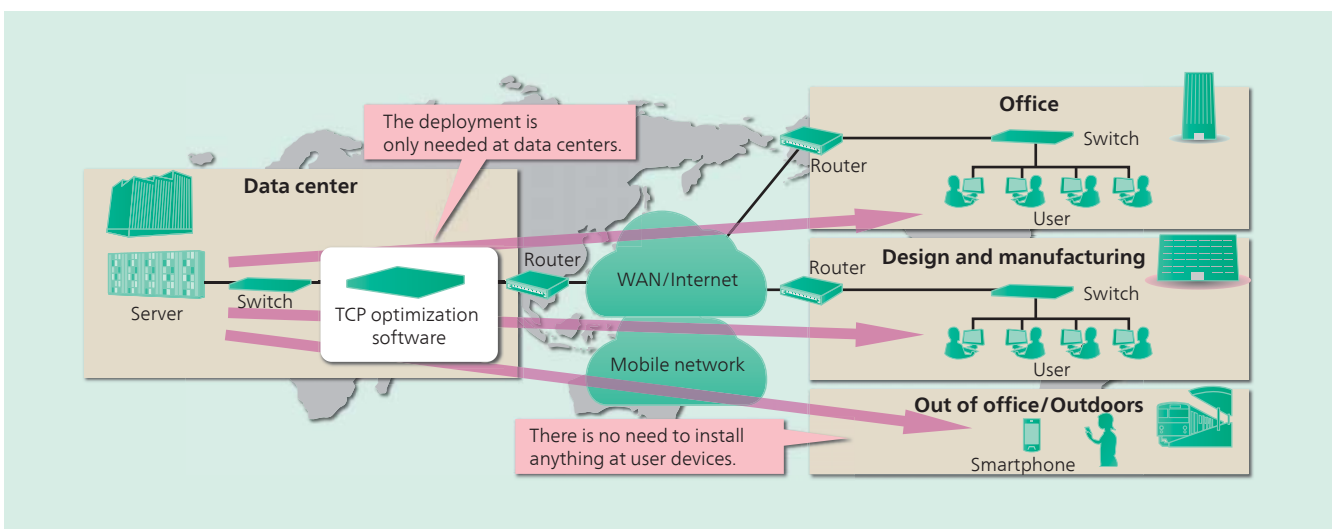 The deployment is
only needed at data centers.
Data center
Server
Switch
TCP optimization
software
Router
WAN/Internet
Mobile network
Office
Router
Switch
User
Design and manufacturing
Router
Switch
User
Out of office/Outdoors
Smartphone
There is no need to install
anything at user devices.